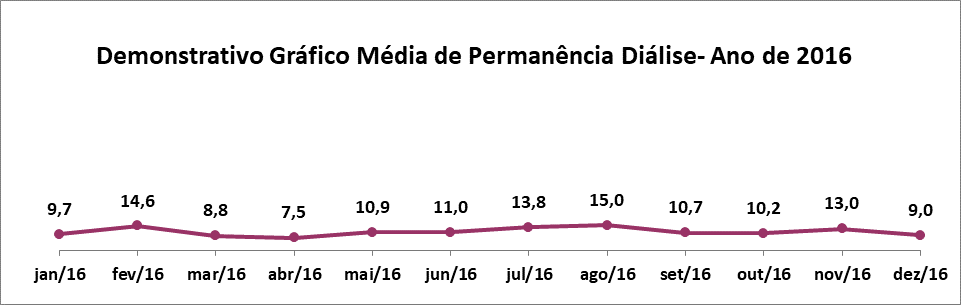 Demonstrativo Gráfico Média de Permanência Diálise- Ano de 2016
9,7 14,6 8,8 7,5 10,9 11,0 13,8 15,0 10,7 10,2 13,0 9,0
jan/16 fev/16 mar/16 abr/16 mai/16 jun/16 jul/16 ago/16 set/16 out/16 nov/16 dez/16